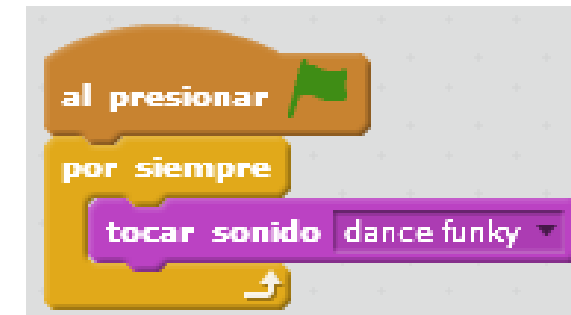 al presionar
por siempre
tocar sonido dance funky